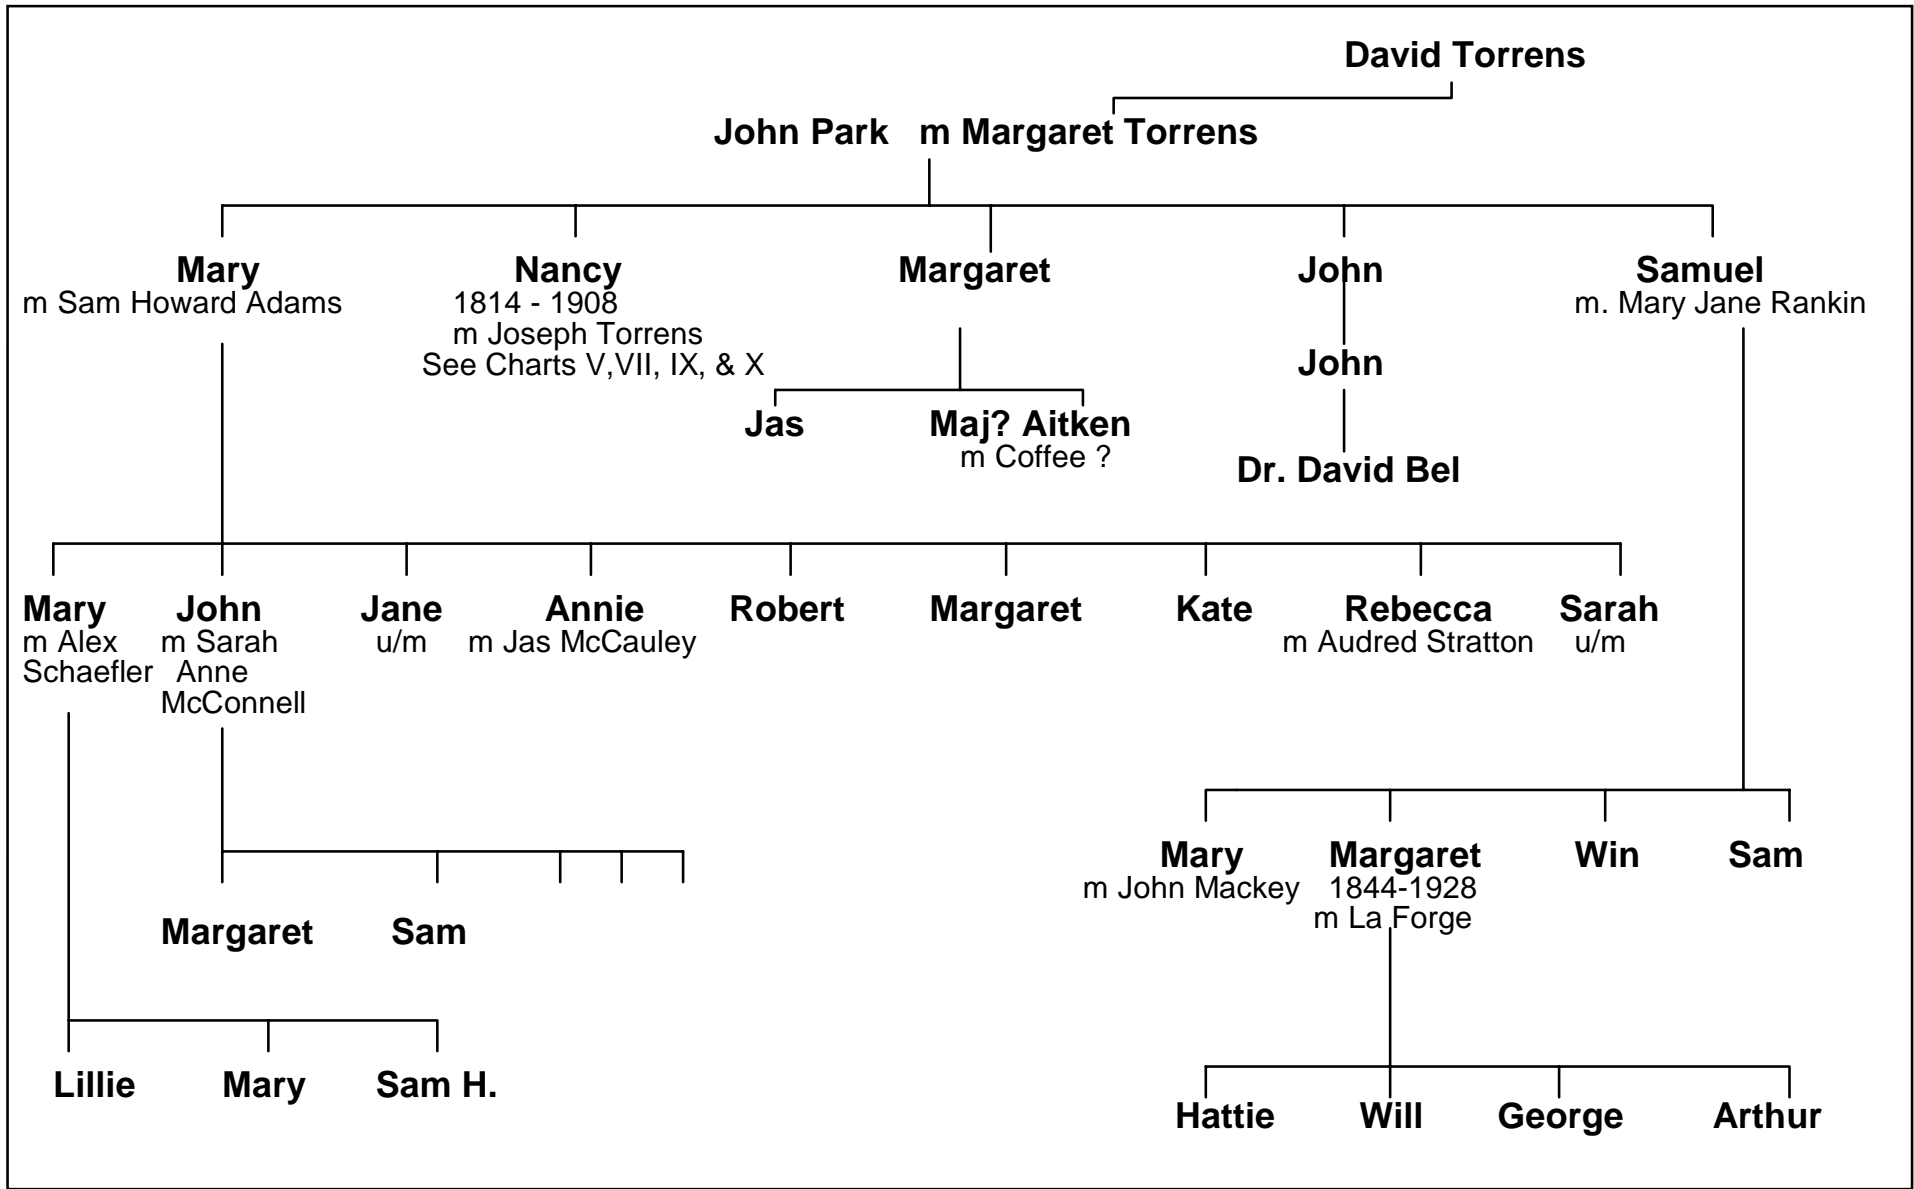 David Torrens
John Park m Margaret Torrens
Mary
m Sam Howard Adams
Nancy
1814 - 1908
m Joseph Torrens
See Charts V,VII, IX, & X
Margaret
John
Samuel
m. Mary Jane Rankin
John
Jas
Maj? Aitken
m Coffee ?
Dr. David Bel
Mary
m Alex
Schaefler
John
m Sarah
Anne
McConnell
Jane
u/m
Annie
m Jas McCauley
Robert
Margaret
Kate
Rebecca
m Audred Stratton
Sarah
u/m
Mary
m John Mackey
Margaret
1844-1928
m La Forge
Win
Sam
Margaret
Sam
Lillie
Mary
Sam H.
Hattie
Will
George
Arthur